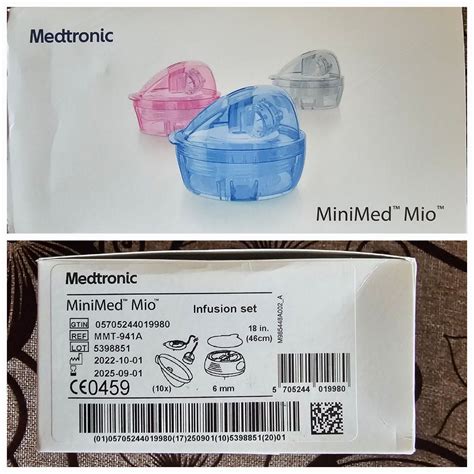 Medtronic
MiniMed™ Mio™
Medtronic
MiniMed™ Mio™
Infusion set
GTIN 05705244019980
REF MMT-941A
LOT 5398851
2022-10-01
2025-09-01
CE0459
(10x)
6 mm
18 in.
(46cm)
M985448A032_A
5 705244 019980
(01)05705244019980(17)250901(10)5398851(20)01